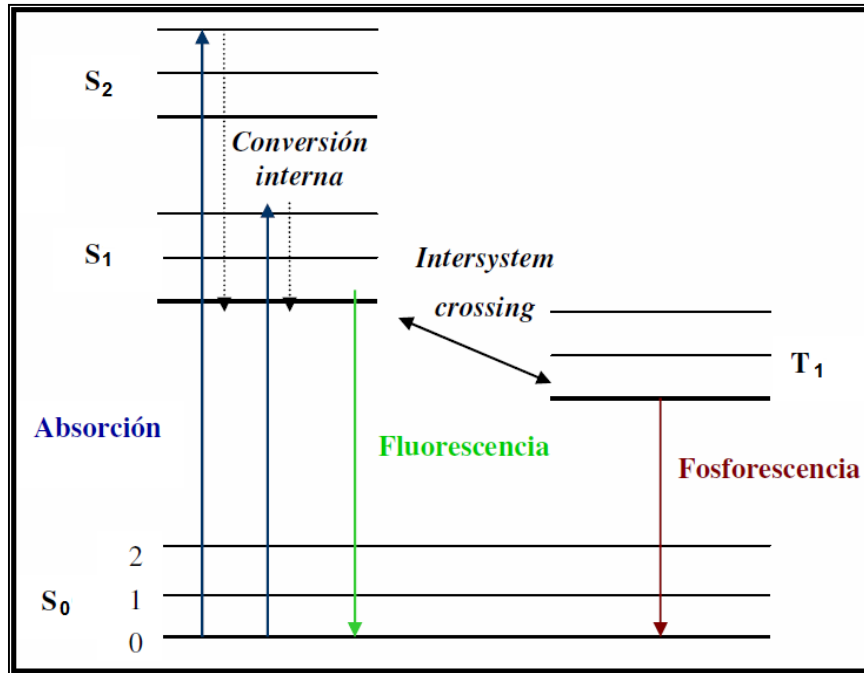 S₂
Conversión
interna
S₁
Intersystem
crossing
T₁
Absorción
Fluorescencia
Fosforescencia
2
S₀
1
0